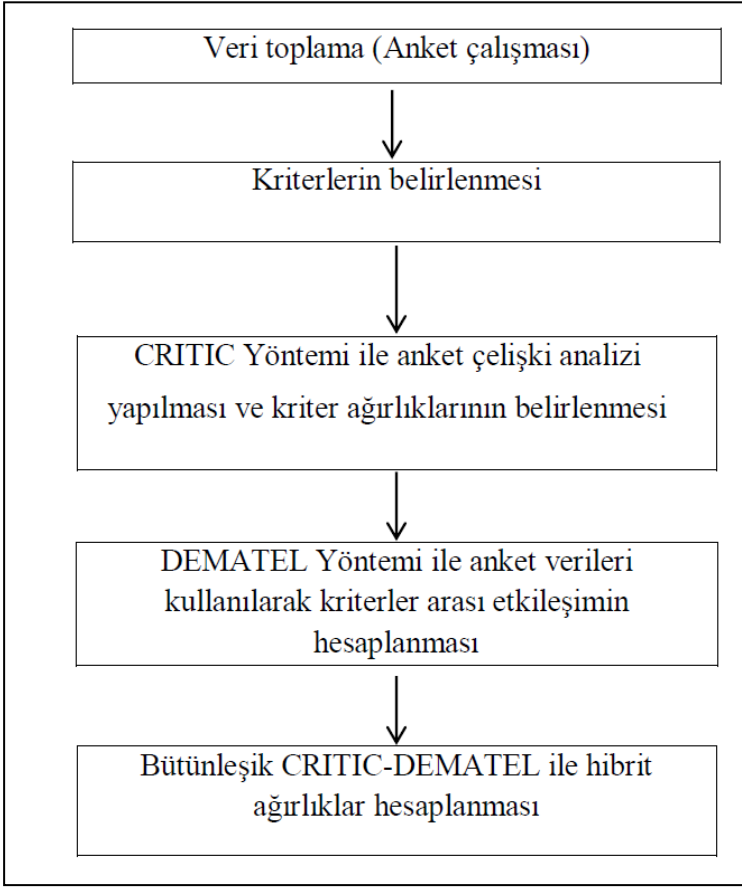 Veri toplama (Anket çalışması)
Kriterlerin belirlenmesi
CRITIC Yöntemi ile anket çelişki analizi
yapılması ve kriter ağırlıklarının belirlenmesi
DEMATEL Yöntemi ile anket verileri
kullanılarak kriterler arası etkileşimin
hesaplanması
Bütünleşik CRITIC-DEMATEL ile hibrit
ağırlıklar hesaplanması